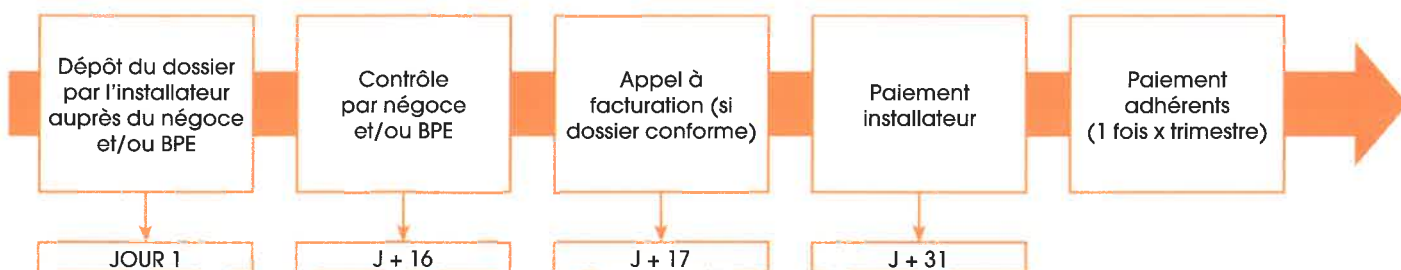 Dépôt du dossier
par l'installateur
auprès du négoce
et/ou BPE
Contrôle
par négoce
et/ou BPE
Appel à
facturation (si
dossier conforme)
Paiement
installateur
Paiement
adhérents
(1 fois x trimestre)
JOUR 1
J + 16
J + 17
J + 31